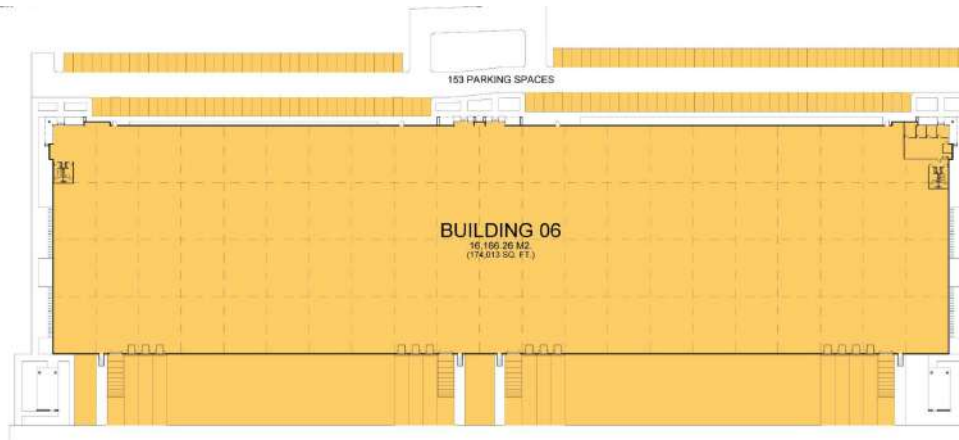 153 PARKING SPACES
BUILDING 06
16,166.26 M2.
(174,013 SQ. FT.)